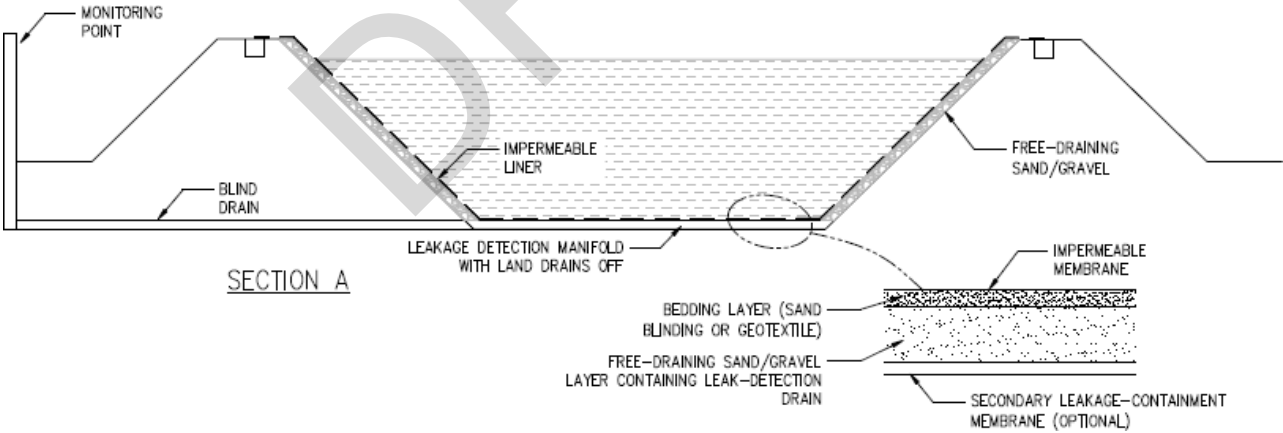 MONITORING
POINT
IMPERMEABLE
LINER
FREE-DRAINING
SAND/GRAVEL
BLIND
DRAIN
LEAKAGE DETECTION MANIFOLD
WITH LAND DRAINS OFF
SECTION A
IMPERMEABLE
MEMBRANE
BEDDING LAYER (SAND
BLINDING OR GEOTEXTILE)
FREE-DRAINING SAND/GRAVEL
LAYER CONTAINING LEAK-DETECTION
DRAIN
SECONDARY LEAKAGE-CONTAINMENT
MEMBRANE (OPTIONAL)